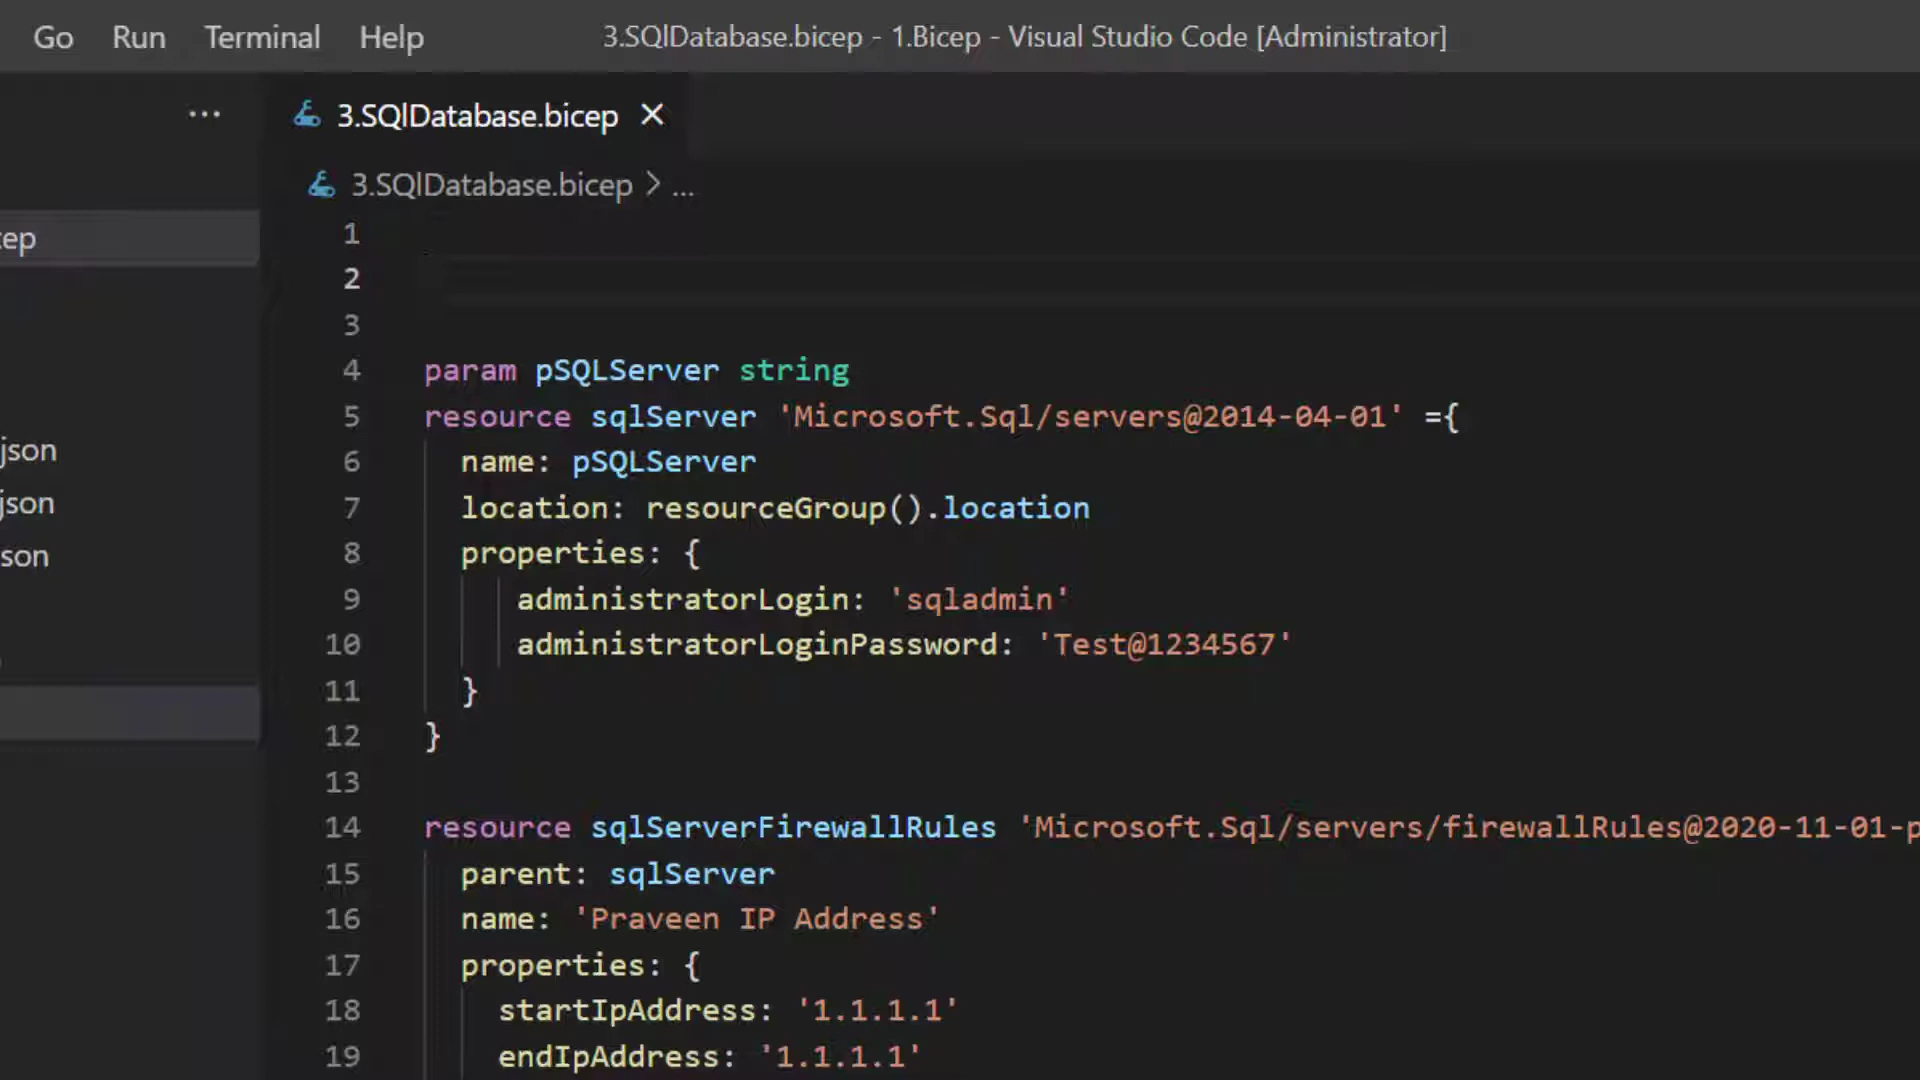 Go Run Terminal Help 3.SQlDatabase.bicep - 1.Bicep - Visual Studio Code [Administrator]
... 3.SQlDatabase.bicep ×
3.SQlDatabase.bicep > ...
cep
json
json
son
1
2
3
4 param pSQLServer string
5 resource sqlServer 'Microsoft.Sql/servers@2014-04-01' ={
6 name: pSQLServer
7 location: resourceGroup().location
8 properties: {
9 administratorLogin: 'sqladmin'
10 administratorLoginPassword: 'Test@1234567'
11 }
12 }
13
14 resource sqlServerFirewallRules 'Microsoft.Sql/servers/firewallRules@2020-11-01-p
15 parent: sqlServer
16 name: 'Praveen IP Address'
17 properties: {
18 startIpAddress: '1.1.1.1'
19 endIpAddress: '1.1.1.1'